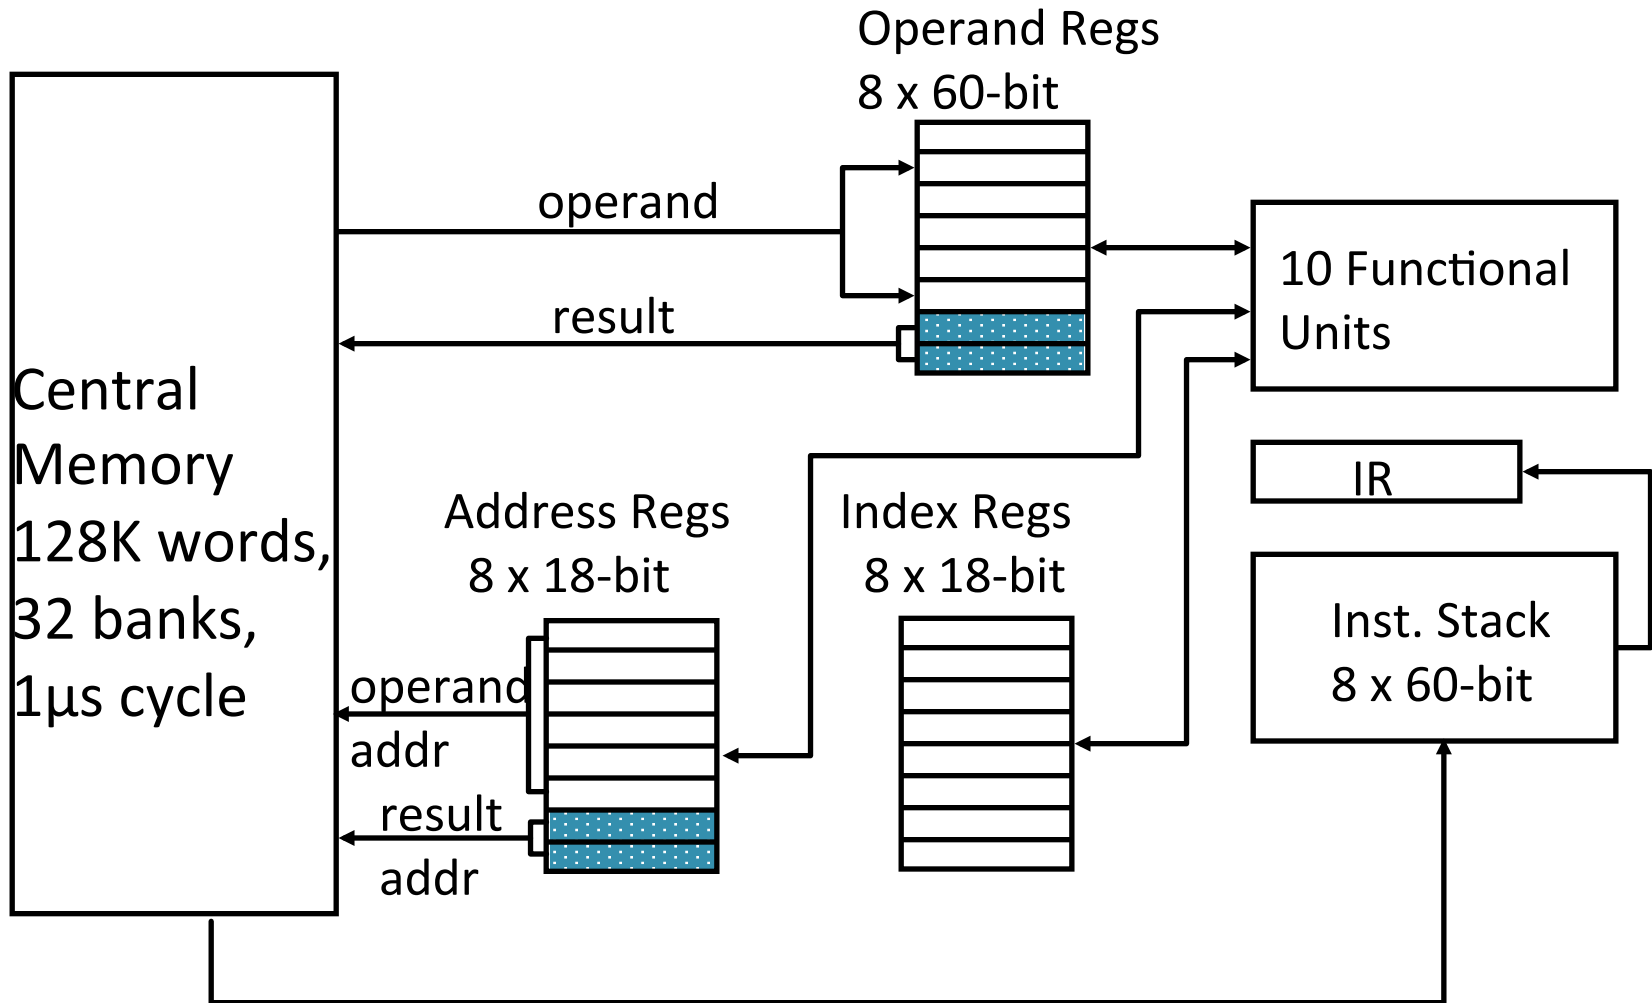 Operand Regs
8 x 60-bit
operand
result
10 Functional
Units
Central
Memory
128K words,
32 banks,
1μs cycle
IR
Address Regs
8 x 18-bit
Index Regs
8 x 18-bit
Inst. Stack
8 x 60-bit
operand
addr
result
addr